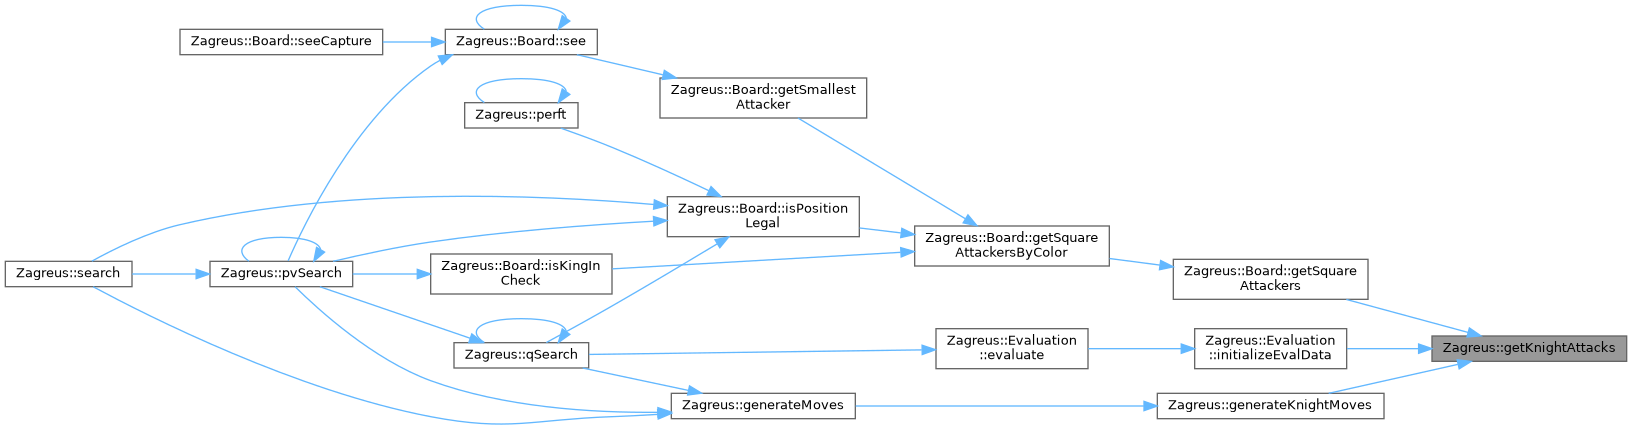 Zagreus::Board::seeCapture
Zagreus::Board::see
Zagreus::Board::getSmallest
Attacker
Zagreus::perft
Zagreus::Board::isPosition
Legal
Zagreus::Board::getSquare
AttackersByColor
Zagreus::search
Zagreus::pvSearch
Zagreus::Board::isKingIn
Check
Zagreus::Board::getSquare
Attackers
Zagreus::qSearch
Zagreus::Evaluation
::evaluate
Zagreus::Evaluation
::initializeEvalData
Zagreus::getKnightAttacks
Zagreus::generateMoves
Zagreus::generateKnightMoves